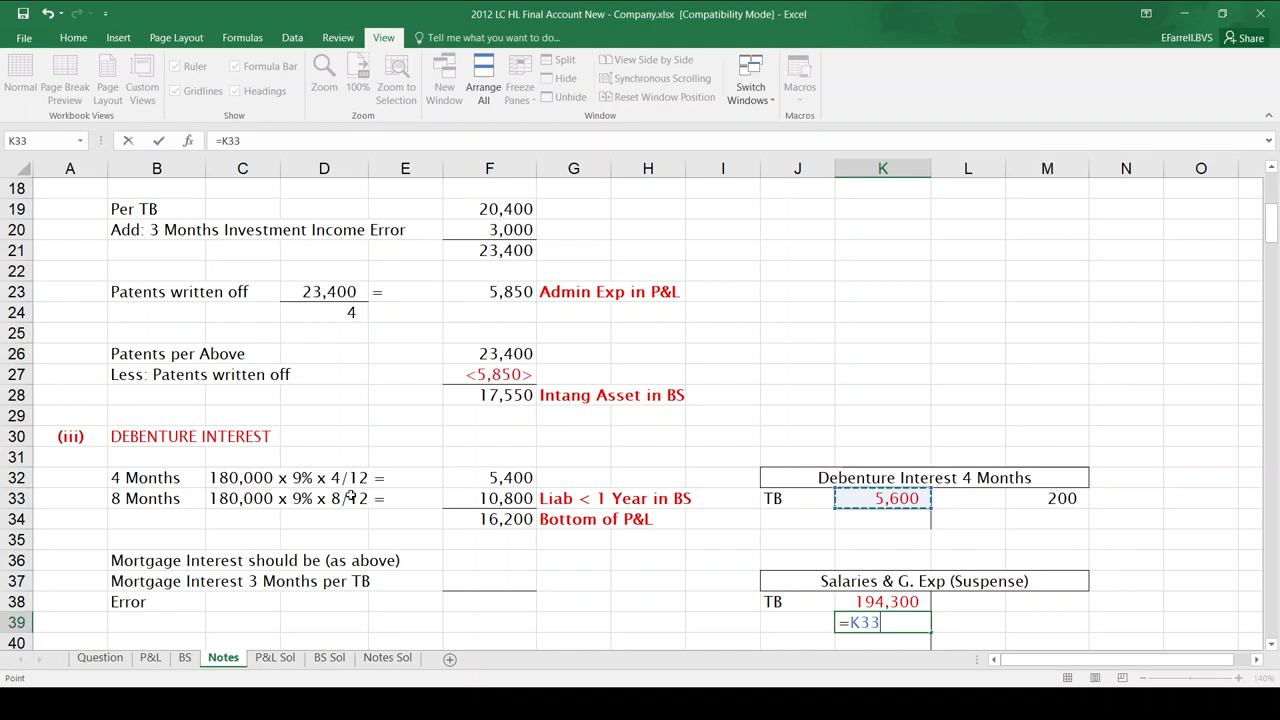 2012 LC HL Final Account New - Company.xlsx [Compatibility Mode] - Excel
File Home Insert Page Layout Formulas Data Review View Tell me what you want to do... EFarrell.BVS Share
Normal Page Break Preview Page Layout Custom Views Ruler Gridlines Formula Bar Headings Zoom 100% Zoom to Selection New Window Arrange All Freeze Panes Split Hide Unhide View Side by Side Synchronous Scrolling Reset Window Position Switch Windows Macros
Workbook Views Show Zoom Window Macros
K33 fx =K33
A B C D E F G H I J K L M N O
18
19 Per TB 20,400
20 Add: 3 Months Investment Income Error 3,000
21 23,400
22
23 Patents written off 23,400 = 5,850 Admin Exp in P&L
24 4
25
26 Patents per Above 23,400
27 Less: Patents written off <5,850>
28 17,550 Intang Asset in BS
29
30 (iii) DEBENTURE INTEREST
31
32 4 Months 180,000 x 9% x 4/12 = 5,400 Debenture Interest 4 Months
33 8 Months 180,000 x 9% x 8/12 = 10,800 Liab < 1 Year in BS TB 5,600 200
34 16,200 Bottom of P&L
35
36 Mortgage Interest should be (as above)
37 Mortgage Interest 3 Months per TB Salaries & G. Exp (Suspense)
38 Error TB 194,300
39 =K33
40
Question P&L BS Notes P&L Sol BS Sol Notes Sol
Point 140%